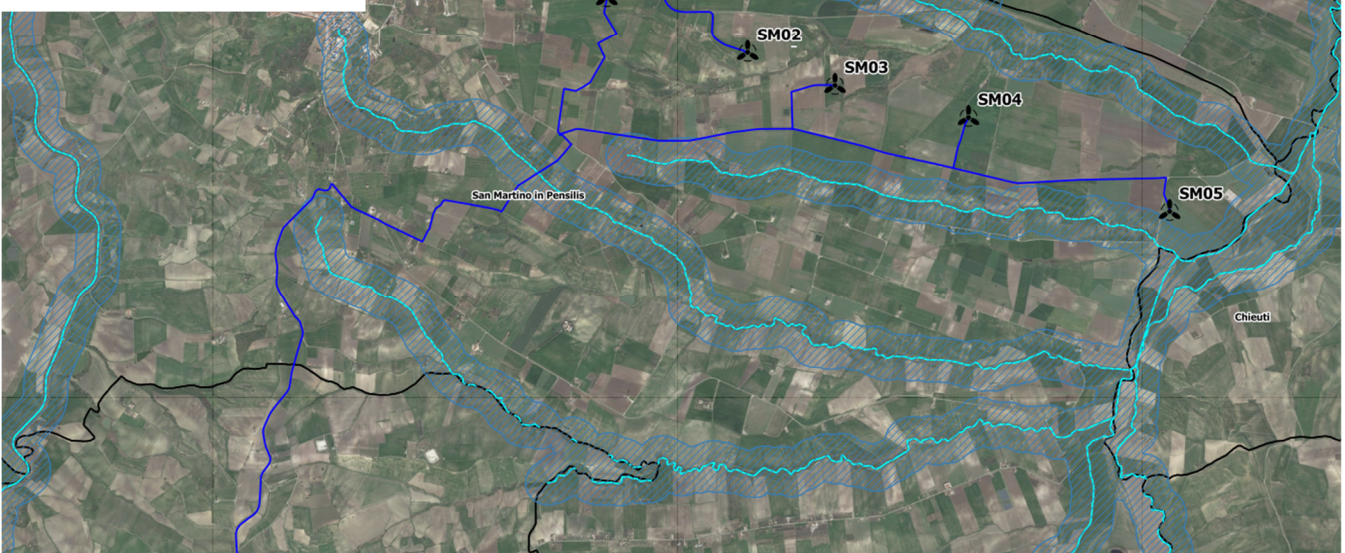 SM02
SM03
SM04
San Martino in Pensilis
SM05
Chieuti